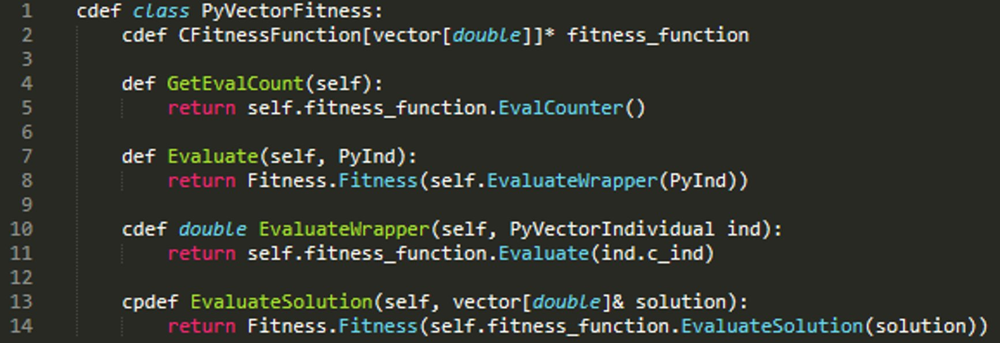 1 cdef class PyVectorFitness:
2 cdef CFitnessFunction[vector[double]]* fitness_function
3
4 def GetEvalCount(self):
5 return self.fitness_function.EvalCounter()
6
7 def Evaluate(self, PyInd):
8 return Fitness.Fitness(self.EvaluateWrapper(PyInd))
9
10 cdef double EvaluateWrapper(self, PyVectorIndividual ind):
11 return self.fitness_function.Evaluate(ind.c_ind)
12
13 cpdef EvaluateSolution(self, vector[double]& solution):
14 return Fitness.Fitness(self.fitness_function.EvaluateSolution(solution))